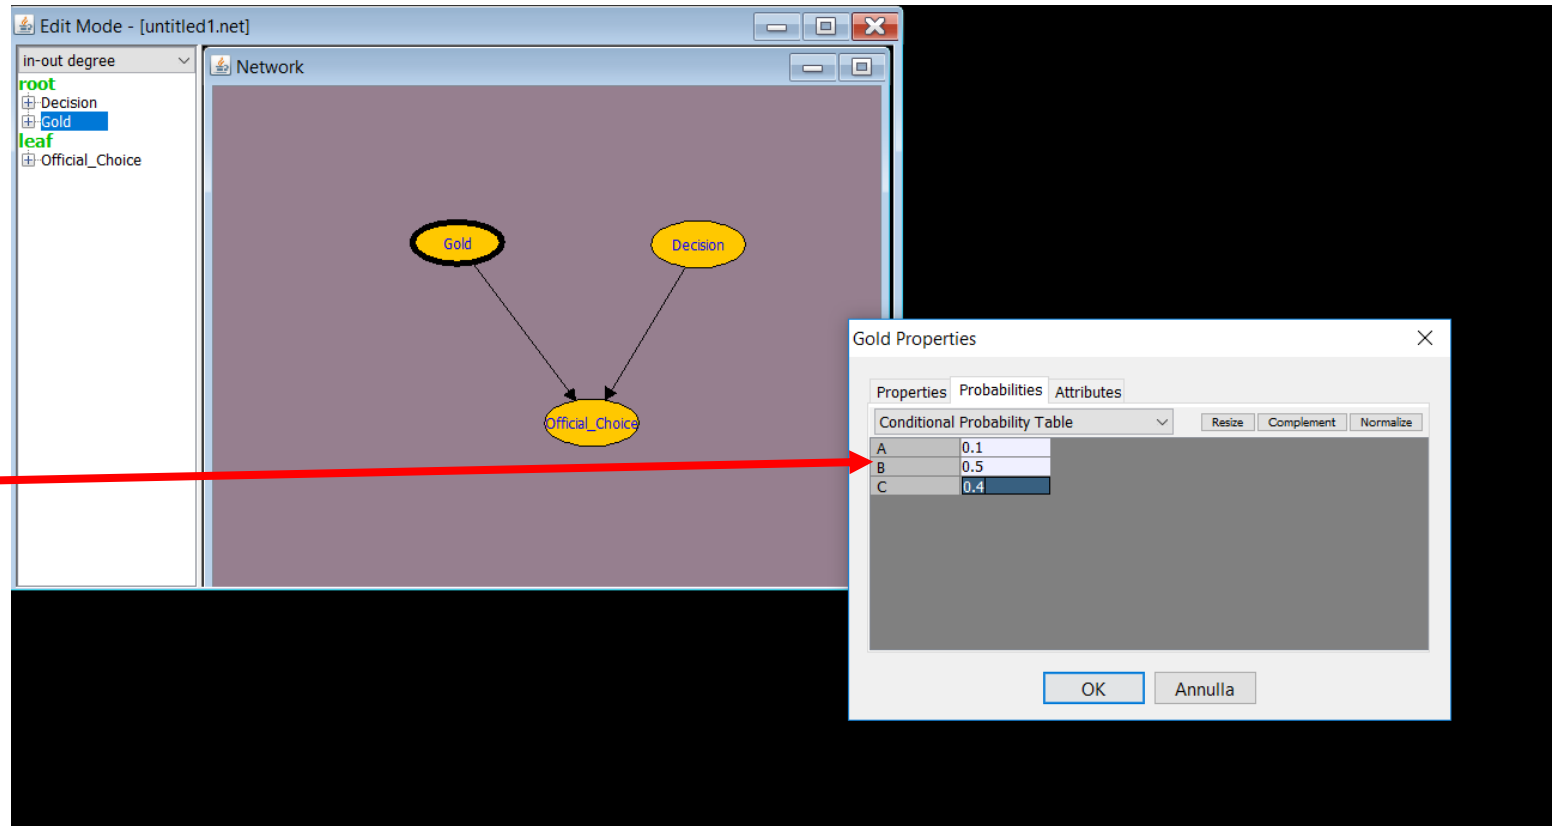 Edit Mode - [untitled1.net]
in-out degree
root
Decision
Gold
leaf
Official_Choice
Network
Gold
Decision
Official_Choice
Gold Properties
Properties Probabilities Attributes
Conditional Probability Table Resize Complement Normalize
A 0.1
B 0.5
C 0.4
OK Annulla